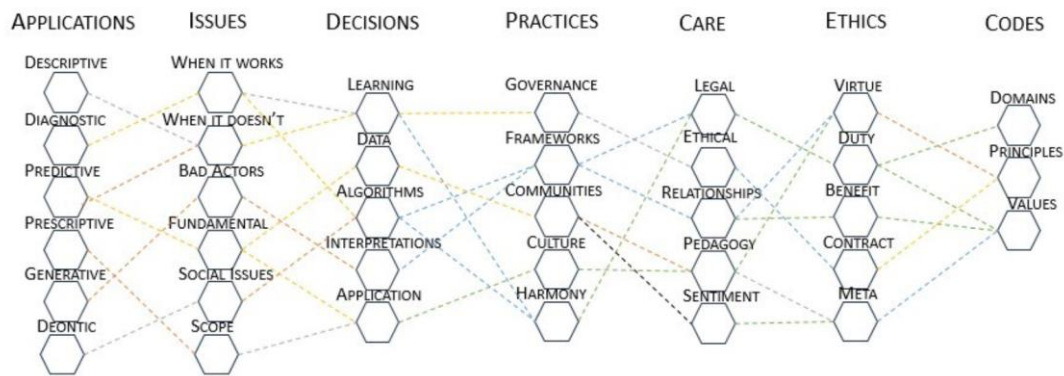 APPLICATIONS
ISSUES
DECISIONS
PRACTICES
CARE
ETHICS
CODES
DESCRIPTIVE
DIAGNOSTIC
PREDICTIVE
PRESCRIPTIVE
GENERATIVE
DEONTIC
WHEN IT WORKS
WHEN IT DOESN'T
BAD ACTORS
FUNDAMENTAL
SOCIAL ISSUES
SCOPE
LEARNING
DATA
ALGORITHMS
INTERPRETATIONS
APPLICATION
GOVERNANCE
FRAMEWORKS
COMMUNITIES
CULTURE
HARMONY
LEGAL
ETHICAL
RELATIONSHIPS
PEDAGOGY
SENTIMENT
VIRTUE
DUTY
BENEFIT
CONTRACT
META
DOMAINS
PRINCIPLES
VALUES